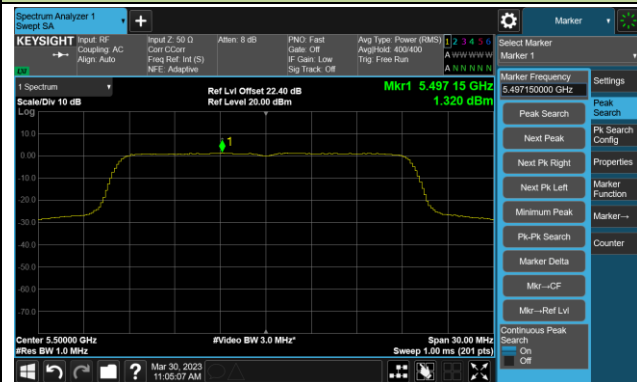 Spectrum Analyzer 1
Swept SA
+
Marker
KEYSIGHT
Input: RF
Coupling: AC
Align: Auto
Input Z: 50 Ω
Corr CCorr
Freq Ref: Int (S)
NFE: Adaptive
Atten: 8 dB
PNO: Fast
Gate: Off
IF Gain: Low
Sig Track: Off
Avg Type: Power (RMS)
Avg|Hold: 400/400
Trig: Free Run
1 2 3 4 5 6
A W W W W W
A N N N N N
Select Marker
Marker 1
LXI
1 Spectrum
Scale/Div 10 dB
Log
Ref Lvl Offset 22.40 dB
Ref Level 20.00 dBm
Mkr1 5.497 15 GHz
1.320 dBm
10.0
0.00
-10.0
-20.0
-30.0
-40.0
-50.0
-60.0
-70.0
1
Center 5.50000 GHz
#Res BW 1.0 MHz
#Video BW 3.0 MHz*
Span 30.00 MHz
Sweep 1.00 ms (201 pts)
Marker Frequency
5.497150000 GHz
Peak Search
Next Peak
Next Pk Right
Next Pk Left
Minimum Peak
Pk-Pk Search
Marker Delta
Mkr→CF
Mkr→Ref Lvl
Continuous Peak
Search
On
Off
Settings
Peak
Search
Pk Search
Config
Properties
Marker
Function
Marker→
Counter
?
Mar 30, 2023
11:05:07 AM